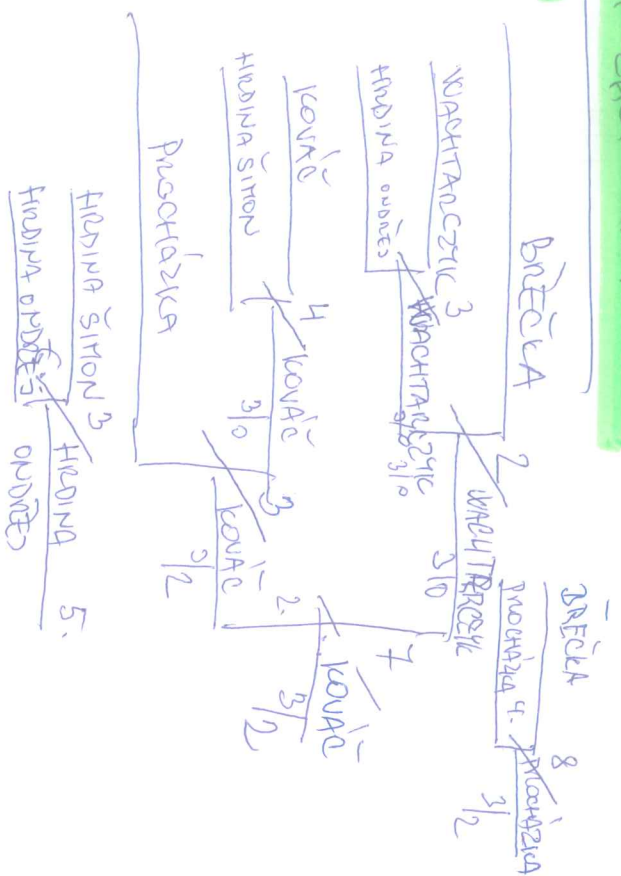 BŘEČKA
2
WACHTARCZYK
3
HRDINA ONDŘEJ
WACHTARCZYK
3/0
WACHTARCZYK
3/0
KOVÁČ
4
HRDINA ŠIMON
KOVÁČ
3/0
PROCHÁZKA
3
KOVÁČ
3/2
7
2.
KOVÁČ
3/2
BŘEČKA
8
PROCHÁZKA 4.
PROCHÁZKA
3/2
HRDINA ŠIMON 3
HRDINA ONDŘEJ
HRDINA
ONDŘEJ
5.